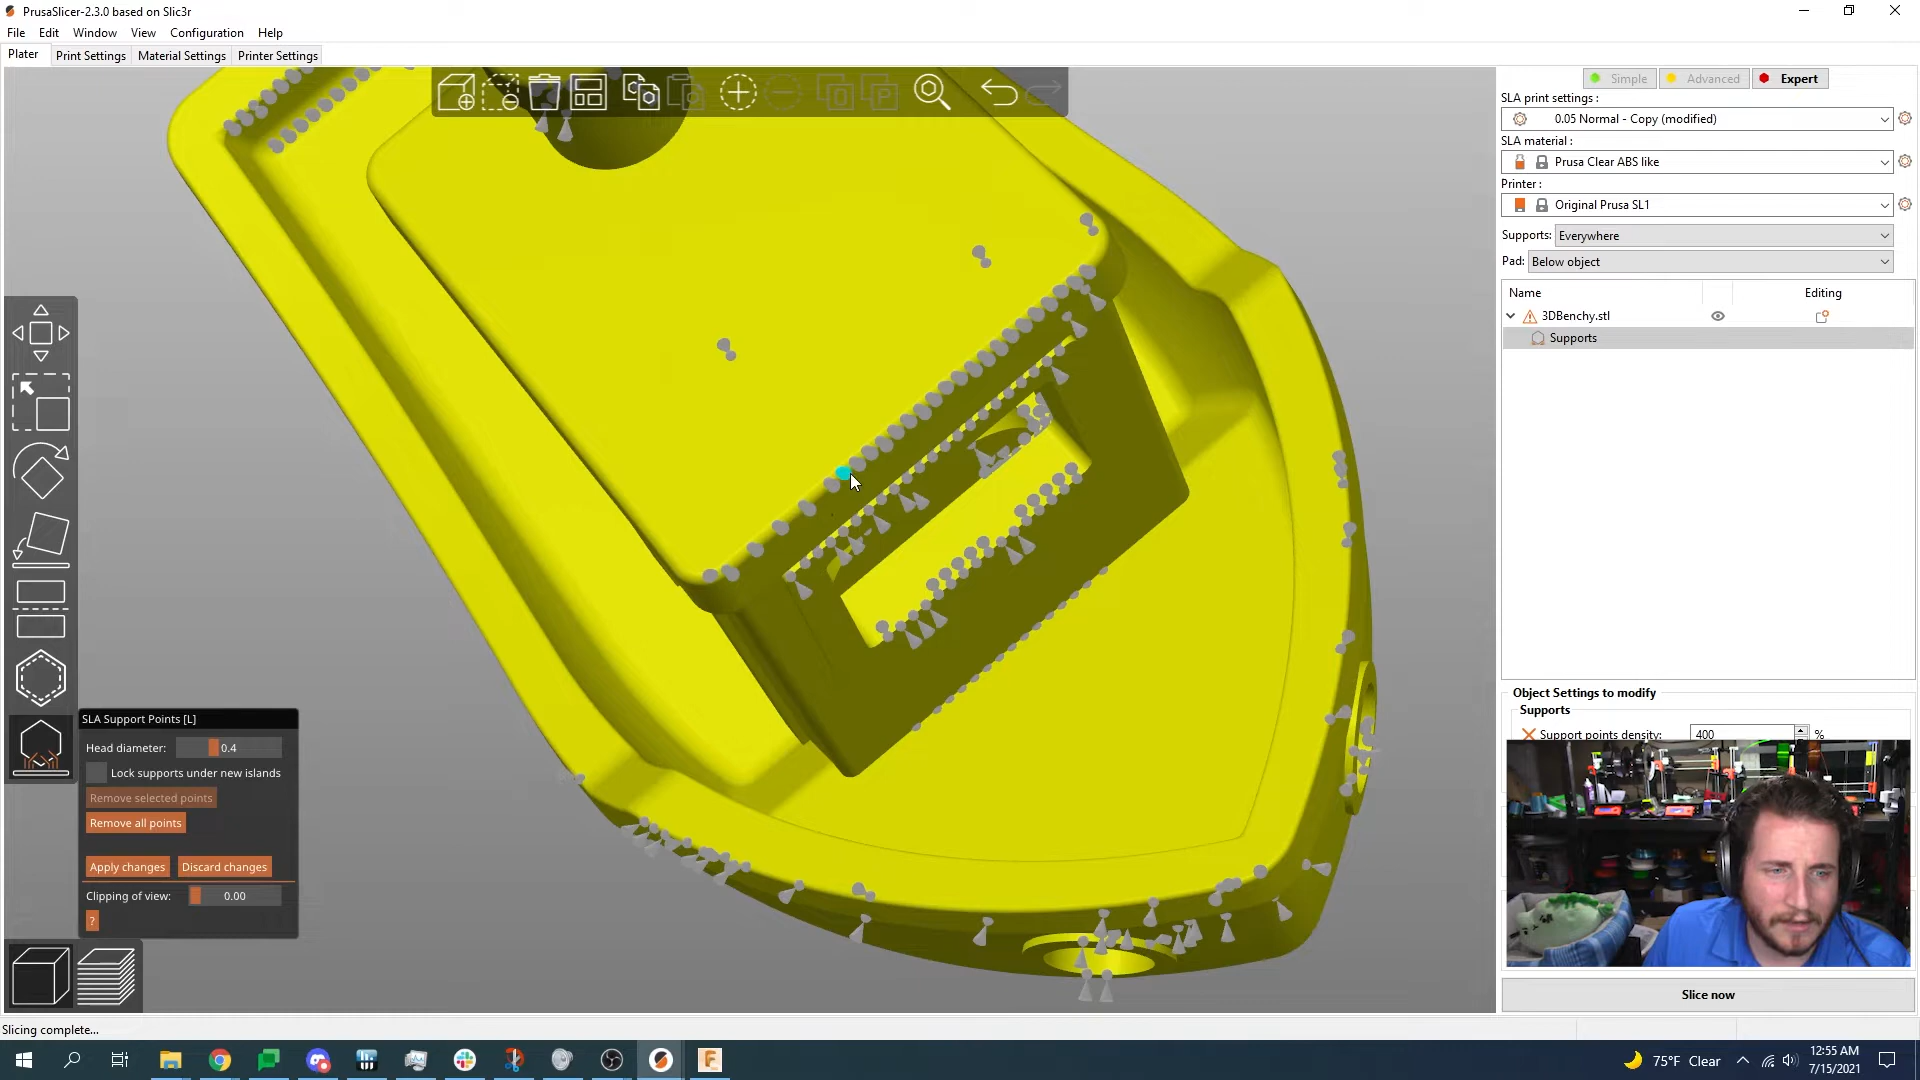 PrusaSlicer-2.3.0 based on Slic3r
File Edit Window View Configuration Help
Plater Print Settings Material Settings Printer Settings
Simple Advanced Expert
SLA print settings :
0.05 Normal - Copy (modified)
SLA material :
Prusa Clear ABS like
Printer :
Original Prusa SL1
Supports: Everywhere
Pad: Below object
Name Editing
3DBenchy.stl
Supports
Object Settings to modify
Supports
Support points density: 400 %
SLA Support Points [L]
Head diameter: 0.4
Lock supports under new islands
Remove selected points
Remove all points
Apply changes Discard changes
Clipping of view: 0.00
?
Slice now
Slicing complete...
75°F Clear
12:55 AM
7/15/2021